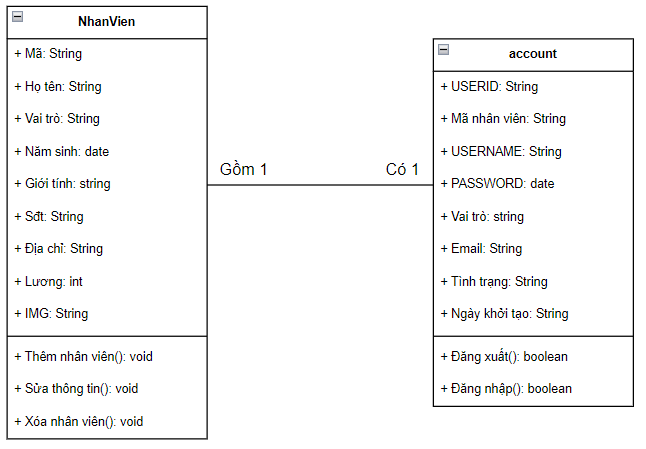 NhanVien
+ Mã: String
+ Họ tên: String
+ Vai trò: String
+ Năm sinh: date
+ Giới tính: string
+ Sđt: String
+ Địa chỉ: String
+ Lương: int
+ IMG: String
+ Thêm nhân viên(): void
+ Sửa thông tin(): void
+ Xóa nhân viên(): void
Gồm 1
Có 1
account
+ USERID: String
+ Mã nhân viên: String
+ USERNAME: String
+ PASSWORD: date
+ Vai trò: string
+ Email: String
+ Tình trạng: String
+ Ngày khởi tạo: String
+ Đăng xuất(): boolean
+ Đăng nhập(): boolean